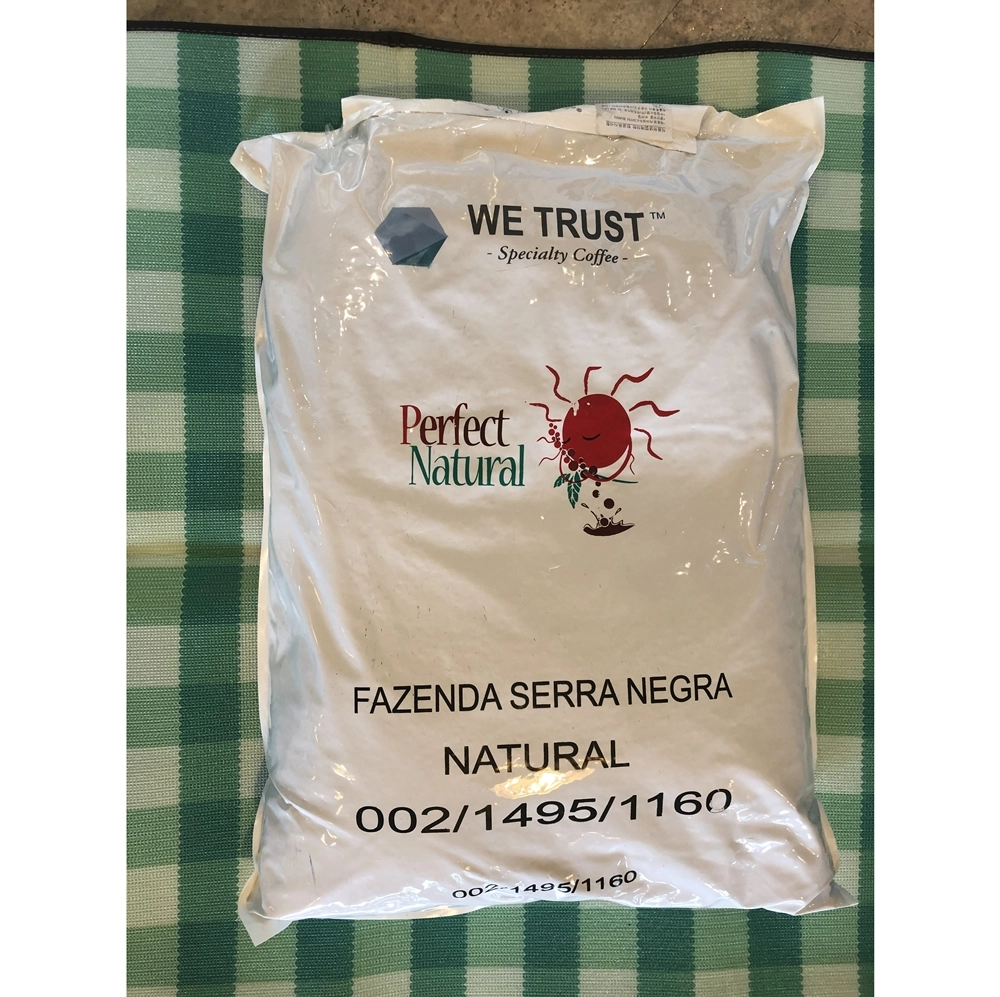 WE TRUST™
- Specialty Coffee -
Perfect
Natural
FAZENDA SERRA NEGRA
NATURAL
002/1495/1160
002-1495/1160